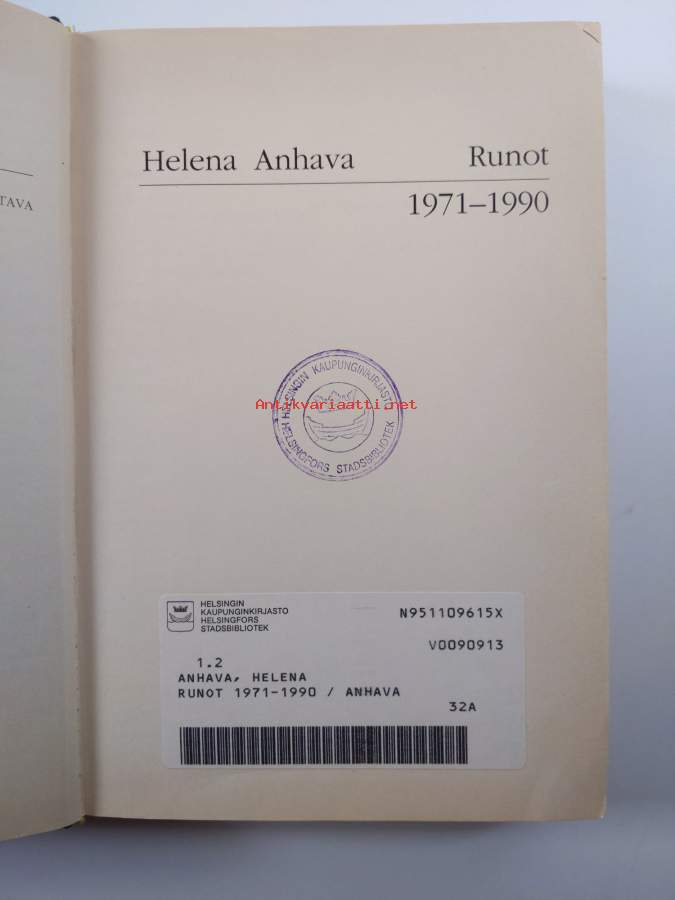 TAVA
Helena Anhava Runot
1971–1990
HELSINGIN KAUPUNGINKIRJASTO
HELSINGFORS STADSBIBLIOTEK
Antikvariaatti.net
HELSINGIN
KAUPUNGINKIRJASTO
HELSINGFORS
STADSBIBLIOTEK
N951109615X
V0090913
1.2
ANHAVA, HELENA
RUNOT 1971-1990 / ANHAVA
32A